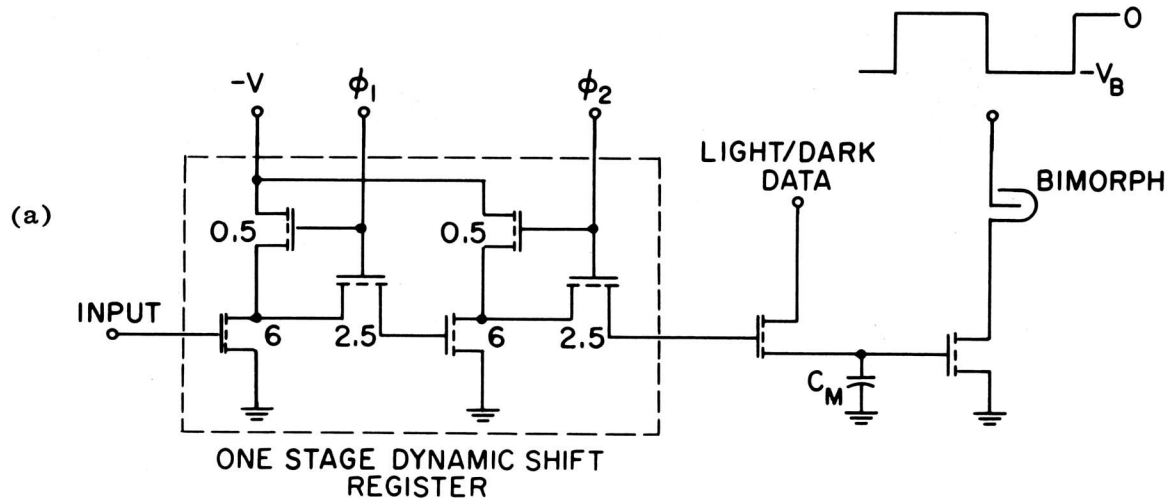 0
-V_B
-V
ϕ₁
ϕ₂
LIGHT/DARK
DATA
BIMORPH
(a)
0.5
0.5
INPUT
6
2.5
6
2.5
C_M
ONE STAGE DYNAMIC SHIFT
REGISTER